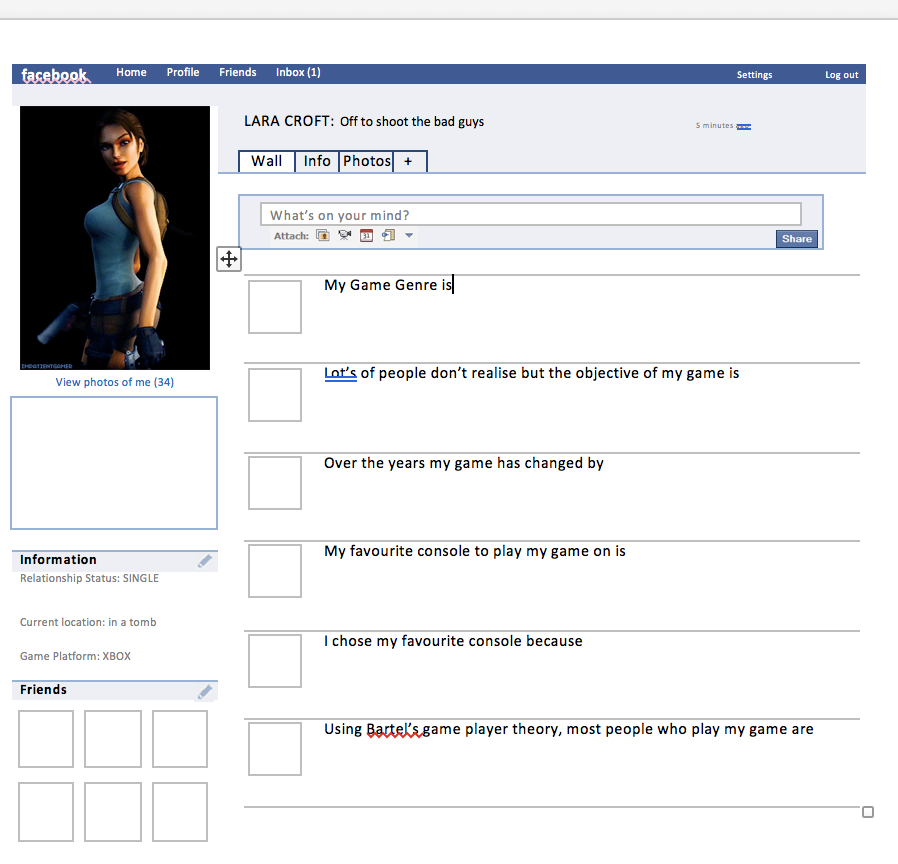 facebook Home Profile Friends Inbox (1) Settings Log out
LARA CROFT: Off to shoot the bad guys
5 minutes
Wall Info Photos +
What's on your mind?
Attach: 31
Share
My Game Genre is
Lot's of people don't realise but the objective of my game is
Over the years my game has changed by
My favourite console to play my game on is
I chose my favourite console because
Using Bartel's game player theory, most people who play my game are
IMPATIENTGAMER
View photos of me (34)
Information
Relationship Status: SINGLE
Current location: in a tomb
Game Platform: XBOX
Friends